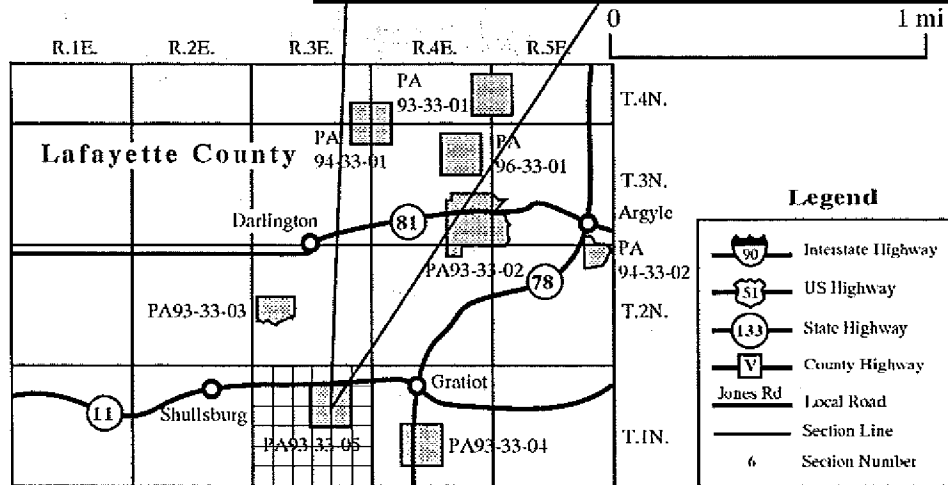 0 1 mi
R.1E. R.2E. R.3E. R.4E. R.5E.
PA
93-33-01
T.4N.
PA
94-33-01
Lafayette County
PA
96-33-01
T.3N.
Legend
Darlington
81
Argyle
90 Interstate Highway
PA
94-33-02
PA93-33-02
78
51 US Highway
PA93-33-03
T.2N.
133 State Highway
V County Highway
Gratiot
Jones Rd Local Road
11
Shullsburg
Section Line
PA93-33-05
PA93-33-04
T.1N.
6 Section Number